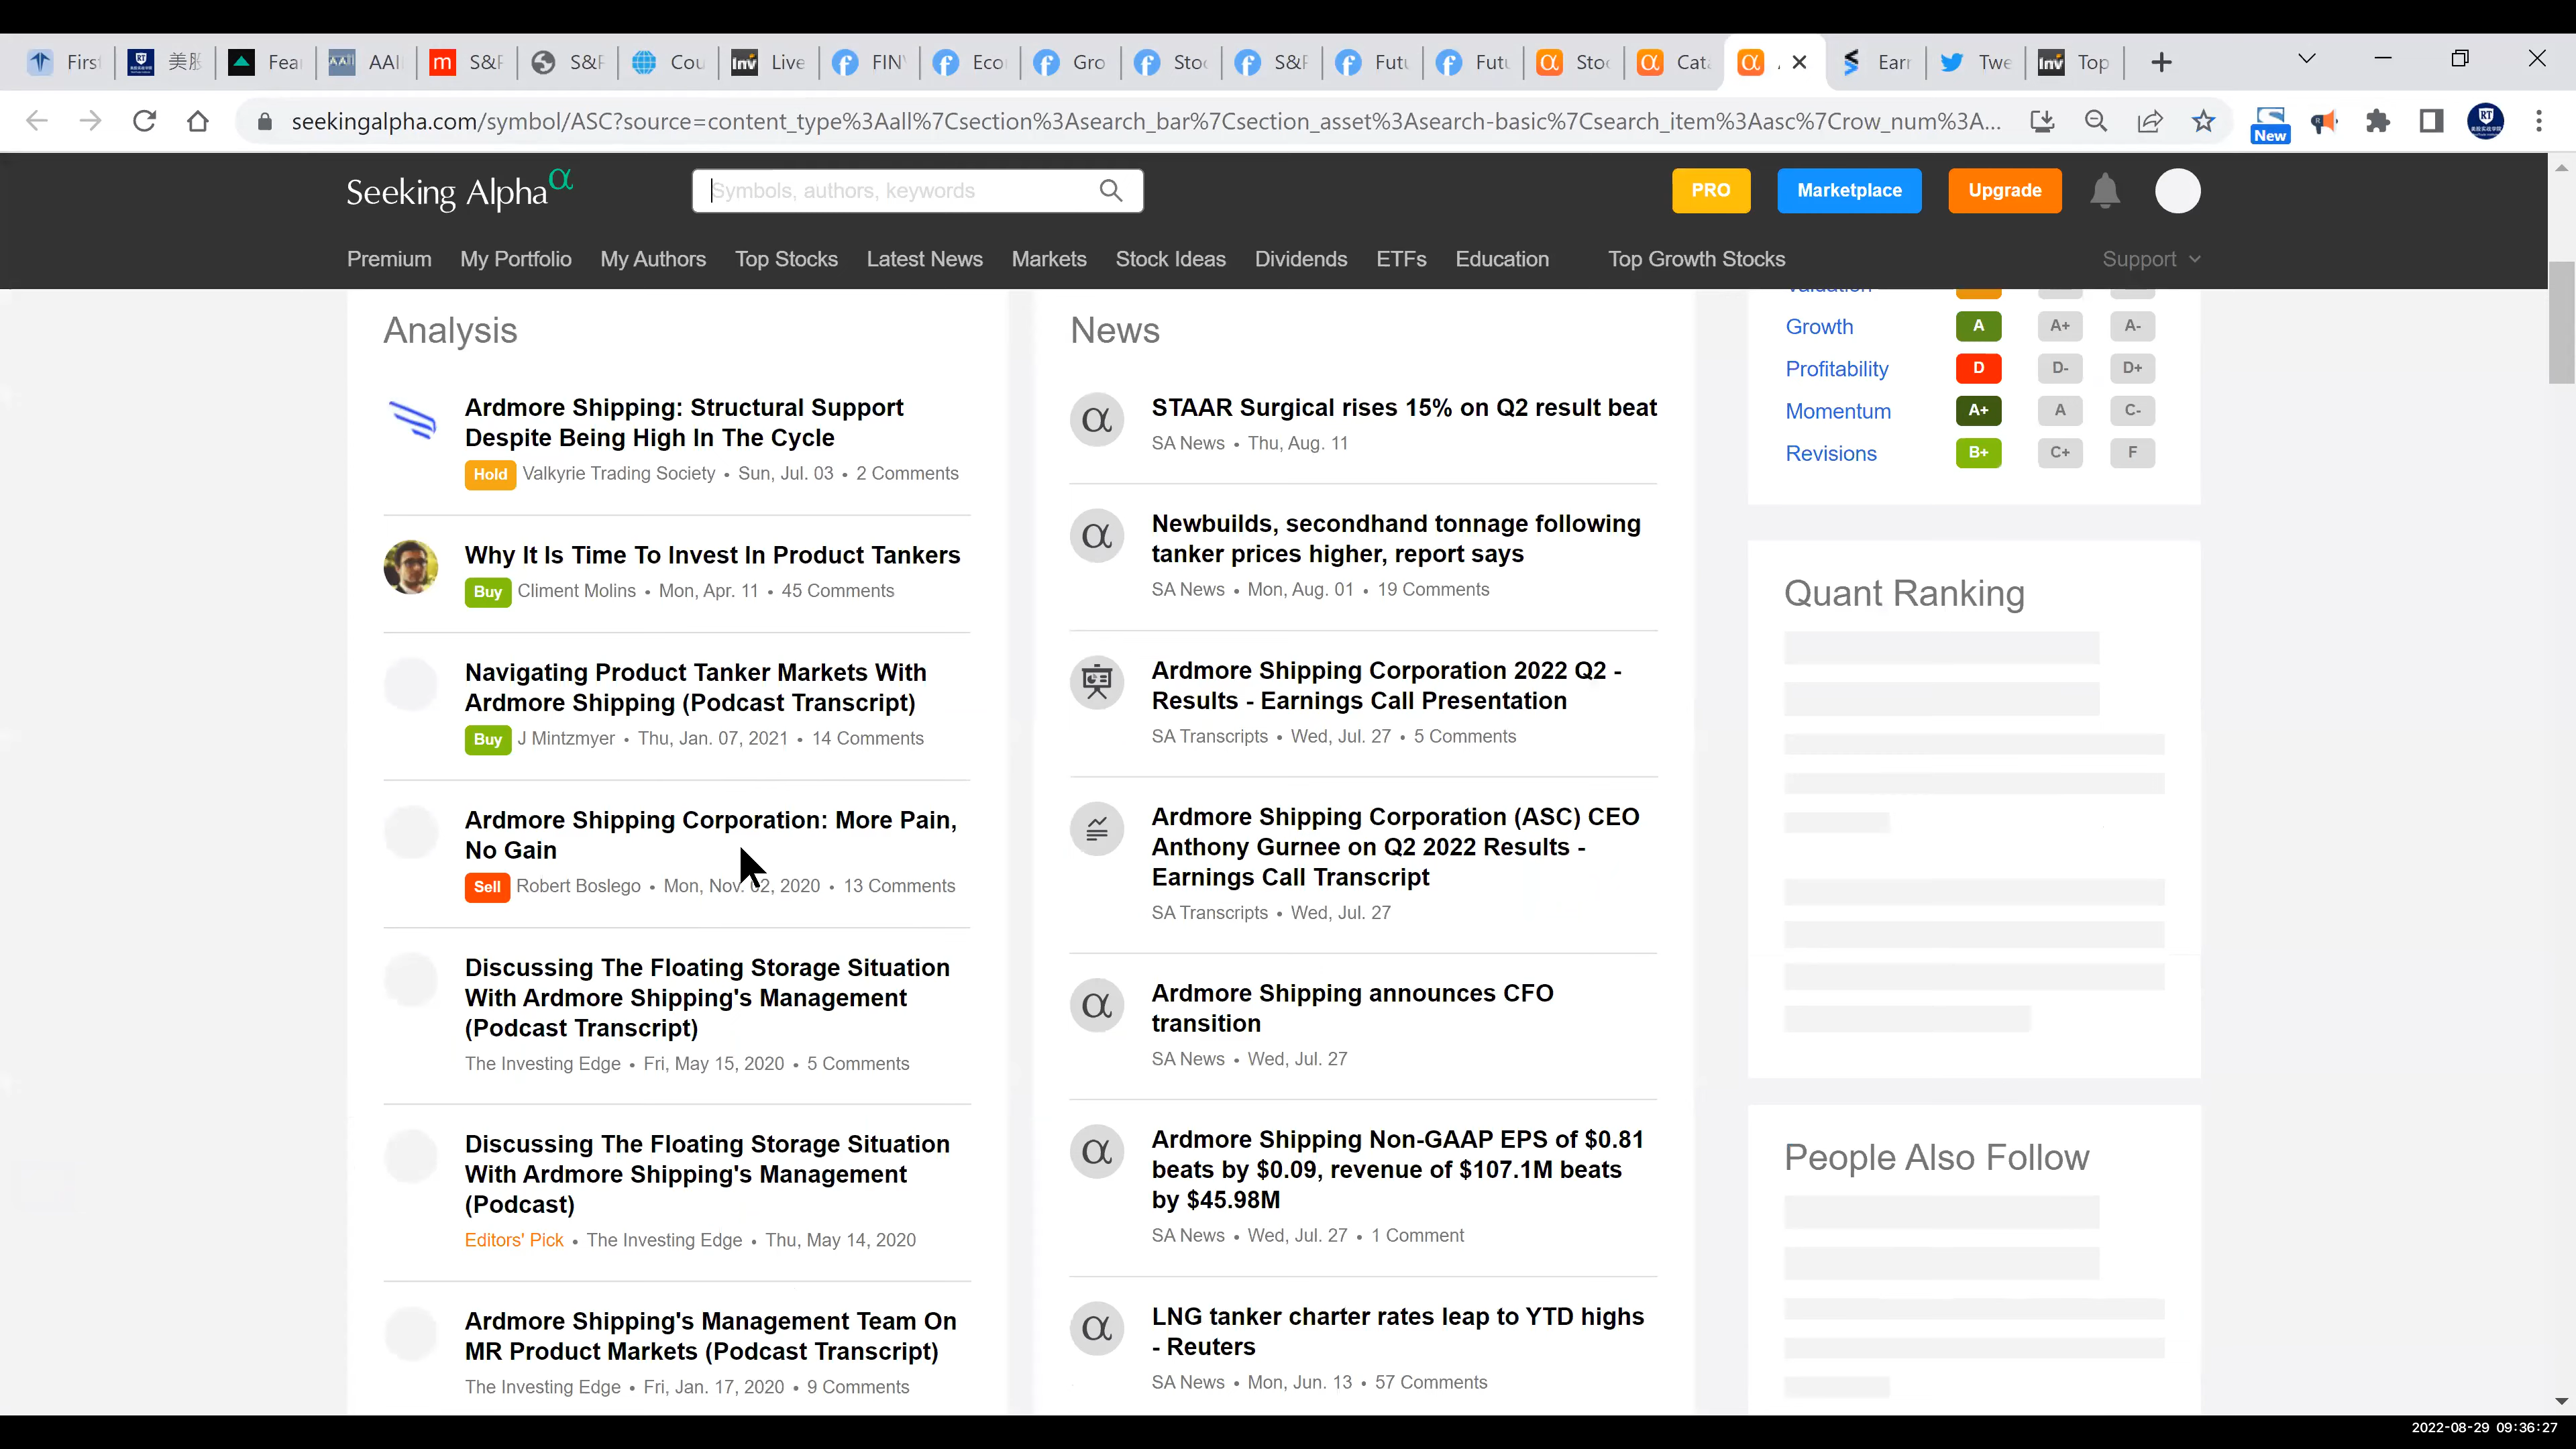 First
美股
Fear
AAII
m S&P
S&P
Cou
Inv Live
FINV
Eco
Gro
Stoc
S&P
Futu
Futu
α Stoc
α Cata
α
Earn
Twe
Inv Top
seekingalpha.com/symbol/ASC?source=content_type%3Aall%7Csection%3Asearch_bar%7Csection_asset%3Asearch-basic%7Csearch_item%3Aasc%7Crow_num%3A...
New
Seeking Alpha α
Symbols, authors, keywords
PRO
Marketplace
Upgrade
Premium My Portfolio My Authors Top Stocks Latest News Markets Stock Ideas Dividends ETFs Education Top Growth Stocks Support
Analysis
Ardmore Shipping: Structural Support
Despite Being High In The Cycle
Hold Valkyrie Trading Society • Sun, Jul. 03 • 2 Comments
Why It Is Time To Invest In Product Tankers
Buy Climent Molins • Mon, Apr. 11 • 45 Comments
Navigating Product Tanker Markets With
Ardmore Shipping (Podcast Transcript)
Buy J Mintzmyer • Thu, Jan. 07, 2021 • 14 Comments
Ardmore Shipping Corporation: More Pain,
No Gain
Sell Robert Boslego • Mon, Nov. 02, 2020 • 13 Comments
Discussing The Floating Storage Situation
With Ardmore Shipping's Management
(Podcast Transcript)
The Investing Edge • Fri, May 15, 2020 • 5 Comments
Discussing The Floating Storage Situation
With Ardmore Shipping's Management
(Podcast)
Editors' Pick • The Investing Edge • Thu, May 14, 2020
Ardmore Shipping's Management Team On
MR Product Markets (Podcast Transcript)
The Investing Edge • Fri, Jan. 17, 2020 • 9 Comments
News
STAAR Surgical rises 15% on Q2 result beat
SA News • Thu, Aug. 11
Newbuilds, secondhand tonnage following
tanker prices higher, report says
SA News • Mon, Aug. 01 • 19 Comments
Ardmore Shipping Corporation 2022 Q2 -
Results - Earnings Call Presentation
SA Transcripts • Wed, Jul. 27 • 5 Comments
Ardmore Shipping Corporation (ASC) CEO
Anthony Gurnee on Q2 2022 Results -
Earnings Call Transcript
SA Transcripts • Wed, Jul. 27
Ardmore Shipping announces CFO
transition
SA News • Wed, Jul. 27
Ardmore Shipping Non-GAAP EPS of $0.81
beats by $0.09, revenue of $107.1M beats
by $45.98M
SA News • Wed, Jul. 27 • 1 Comment
LNG tanker charter rates leap to YTD highs
- Reuters
SA News • Mon, Jun. 13 • 57 Comments
Valuation
Growth A A+ A-
Profitability D D- D+
Momentum A+ A C-
Revisions B+ C+ F
Quant Ranking
People Also Follow
2022-08-29 09:36:27